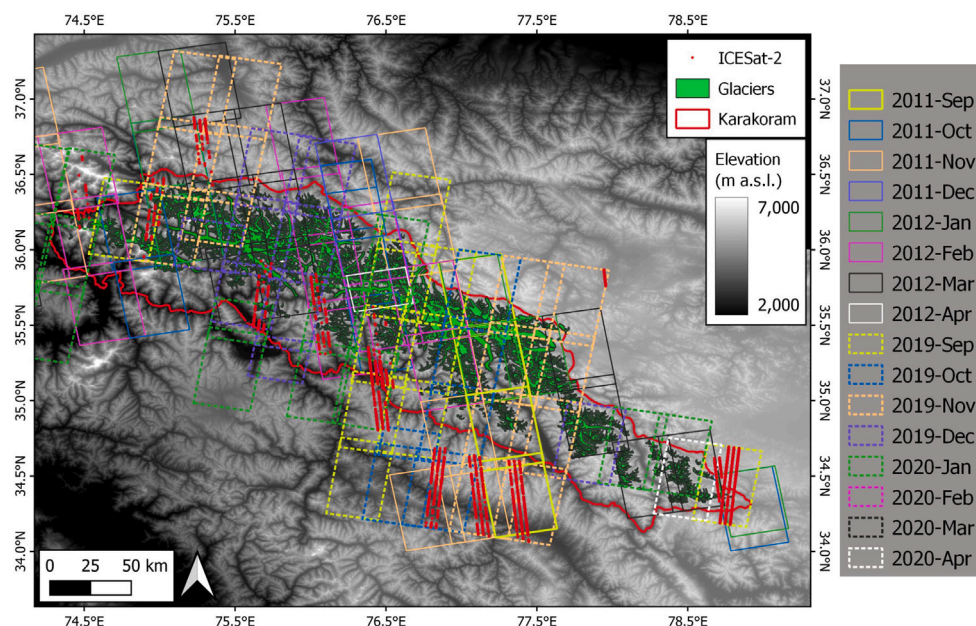 74.5°E 75.5°E 76.5°E 77.5°E 78.5°E
ICESat-2
Glaciers
Karakoram
Elevation
(m a.s.l.)
7,000
2,000
37.0°N
36.5°N
36.0°N
35.5°N
35.0°N
34.5°N
34.0°N
37.0°N
36.5°N
36.0°N
35.5°N
35.0°N
34.5°N
34.0°N
0 25 50 km
74.5°E 75.5°E 76.5°E 77.5°E 78.5°E
2011-Sep
2011-Oct
2011-Nov
2011-Dec
2012-Jan
2012-Feb
2012-Mar
2012-Apr
2019-Sep
2019-Oct
2019-Nov
2019-Dec
2020-Jan
2020-Feb
2020-Mar
2020-Apr